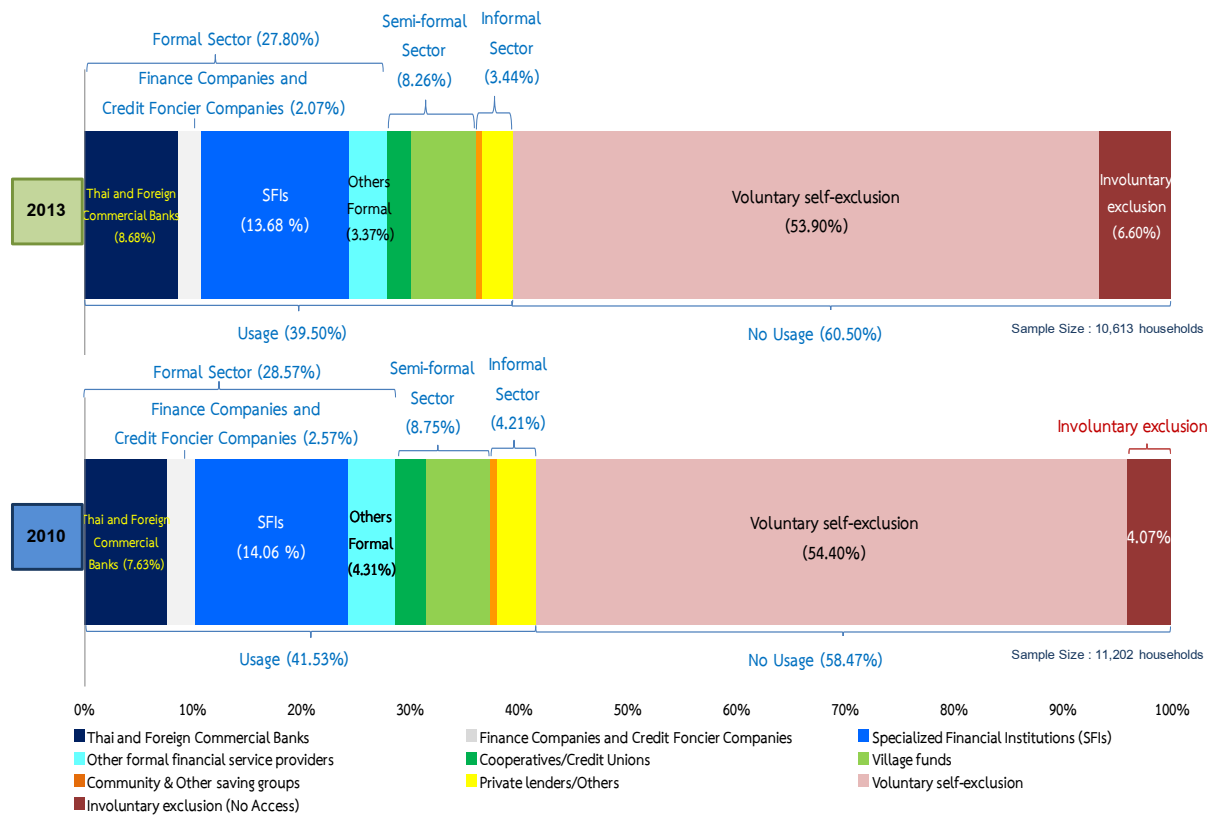 Formal Sector (27.80%)
Semi-formal
Sector
(8.26%)
Informal
Sector
(3.44%)
Finance Companies and
Credit Foncier Companies (2.07%)
2013
Thai and Foreign
Commercial Banks
(8.68%)
SFIs
(13.68 %)
Others
Formal
(3.37%)
Voluntary self-exclusion
(53.90%)
Involuntary
exclusion
(6.60%)
Usage (39.50%)
No Usage (60.50%)
Sample Size : 10,613 households
Formal Sector (28.57%)
Semi-formal
Sector
(8.75%)
Informal
Sector
(4.21%)
Finance Companies and
Credit Foncier Companies (2.57%)
Involuntary exclusion
2010
Thai and Foreign
Commercial
Banks (7.63%)
SFIs
(14.06 %)
Others
Formal
(4.31%)
Voluntary self-exclusion
(54.40%)
4.07%
Usage (41.53%)
No Usage (58.47%)
Sample Size : 11,202 households
0% 10% 20% 30% 40% 50% 60% 70% 80% 90% 100%
Thai and Foreign Commercial Banks
Finance Companies and Credit Foncier Companies
Specialized Financial Institutions (SFIs)
Other formal financial service providers
Cooperatives/Credit Unions
Village funds
Community & Other saving groups
Private lenders/Others
Voluntary self-exclusion
Involuntary exclusion (No Access)